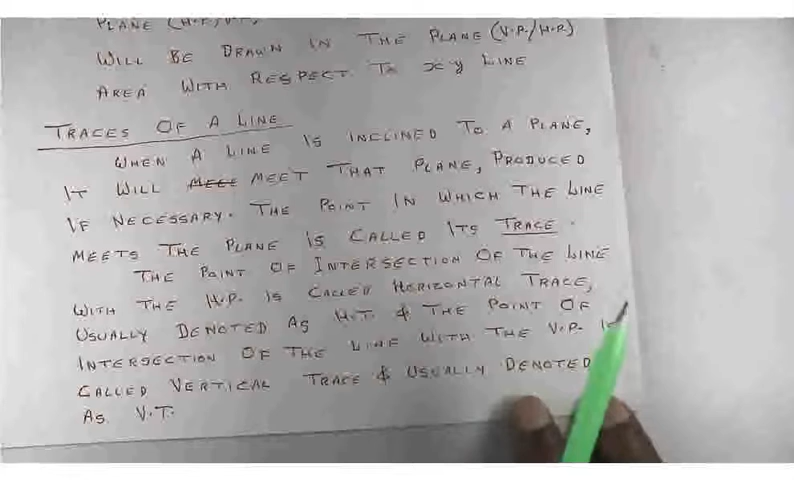 PLANE (H.P/V.P.
WILL BE DRAWN IN THE PLANE (V.P./H.P)
AREA WITH RESPECT TO xy LINE
TRACES OF A LINE
WHEN A LINE IS INCLINED TO A PLANE,
IT WILL MEET THAT PLANE, PRODUCED
IF NECESSARY. THE POINT IN WHICH THE LINE
MEETS THE PLANE IS CALLED ITS TRACE.
THE POINT OF INTERSECTION OF THE LINE
WITH THE H.P. IS CALLED HORIZONTAL TRACE,
USUALLY DENOTED AS H.T. & THE POINT OF
INTERSECTION OF THE LINE WITH THE V.P. IS
CALLED VERTICAL TRACE & USUALLY DENOTED
AS V.T.